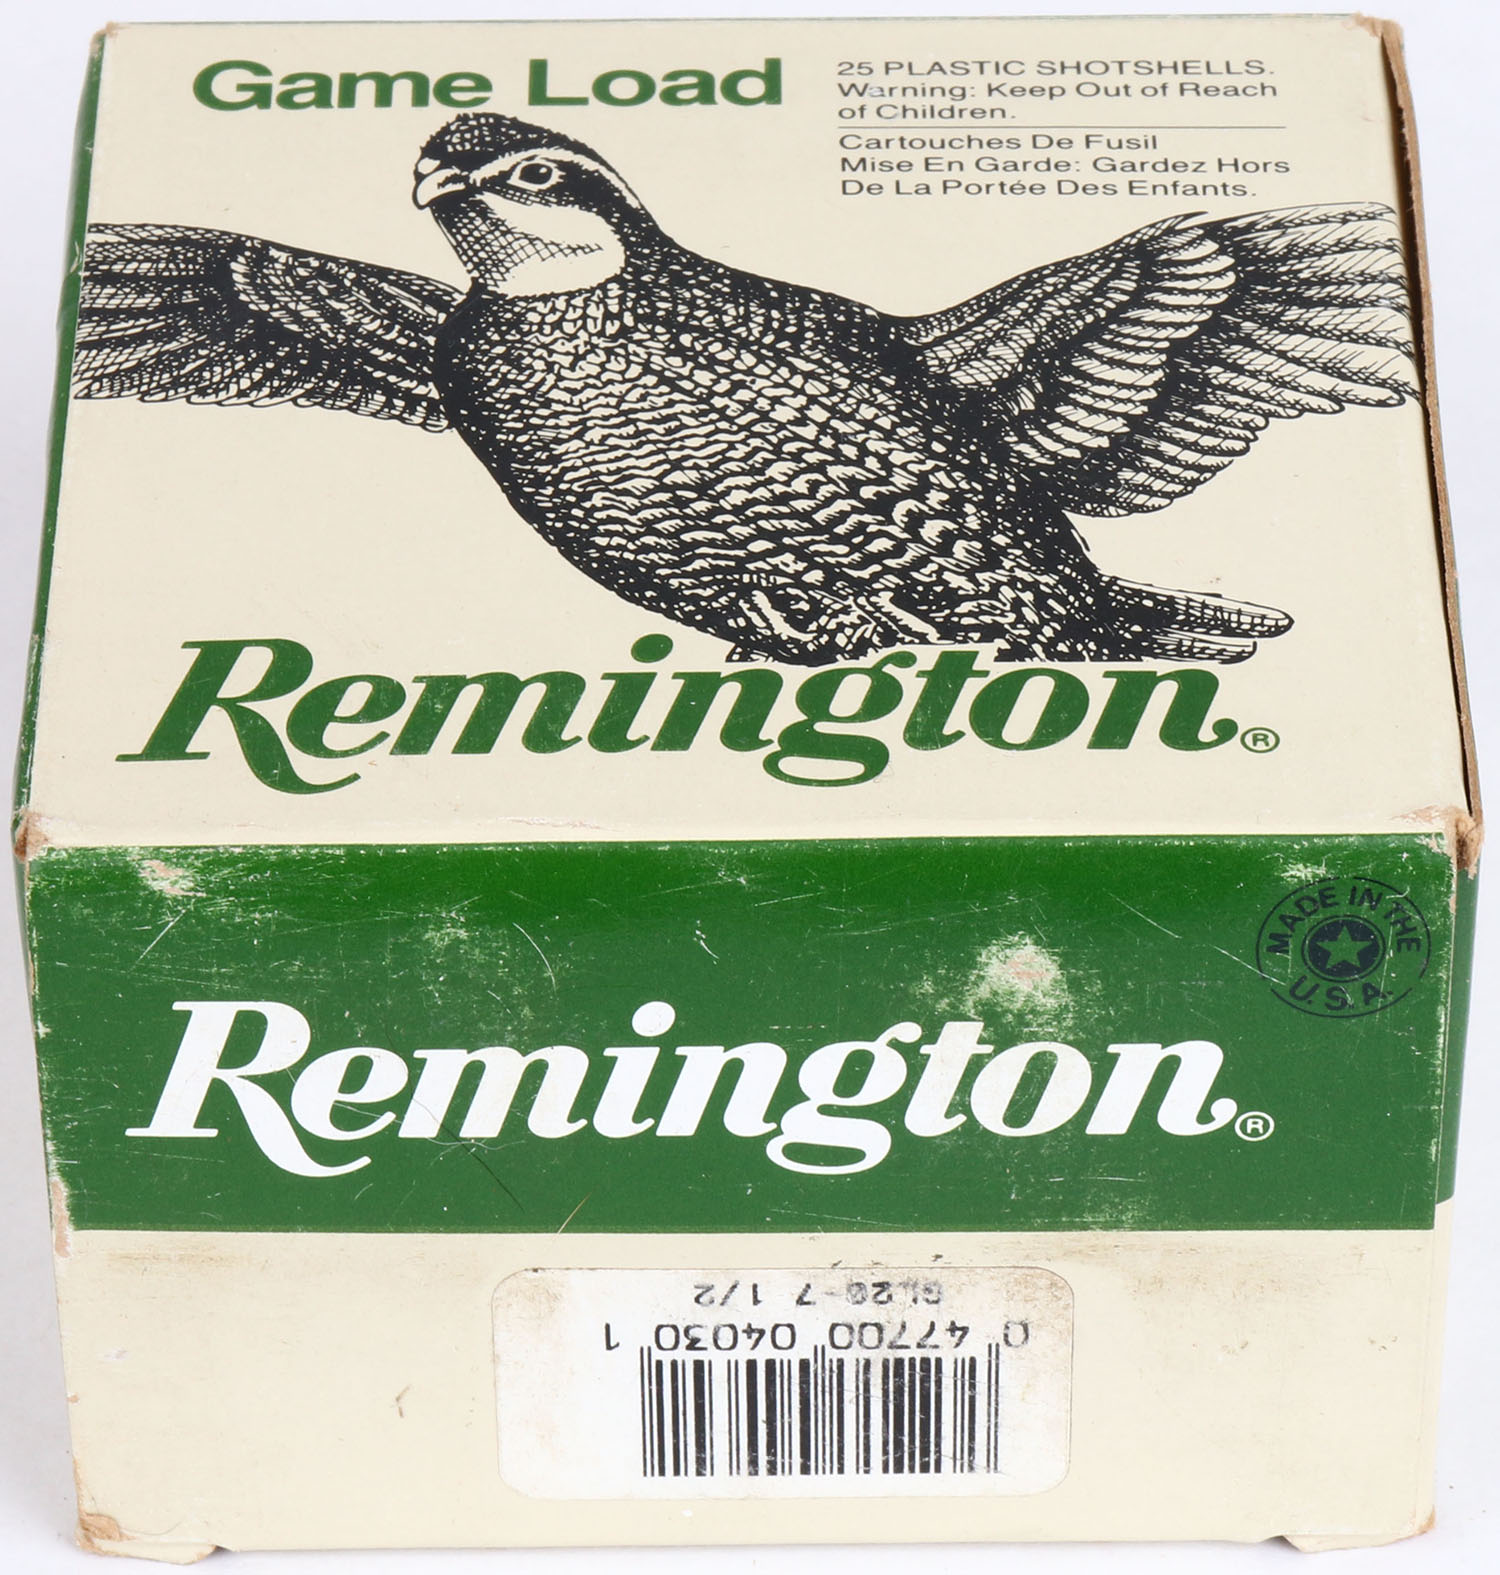 Game Load
25 PLASTIC SHOTSHELLS.
Warning: Keep Out of Reach
of Children.
Cartouches De Fusil
Mise En Garde: Gardez Hors
De La Portée Des Enfants.
Remington®
MADE IN THE
U.S.A.
Remington®
GL20-7 1/2
0 47700 04030 1